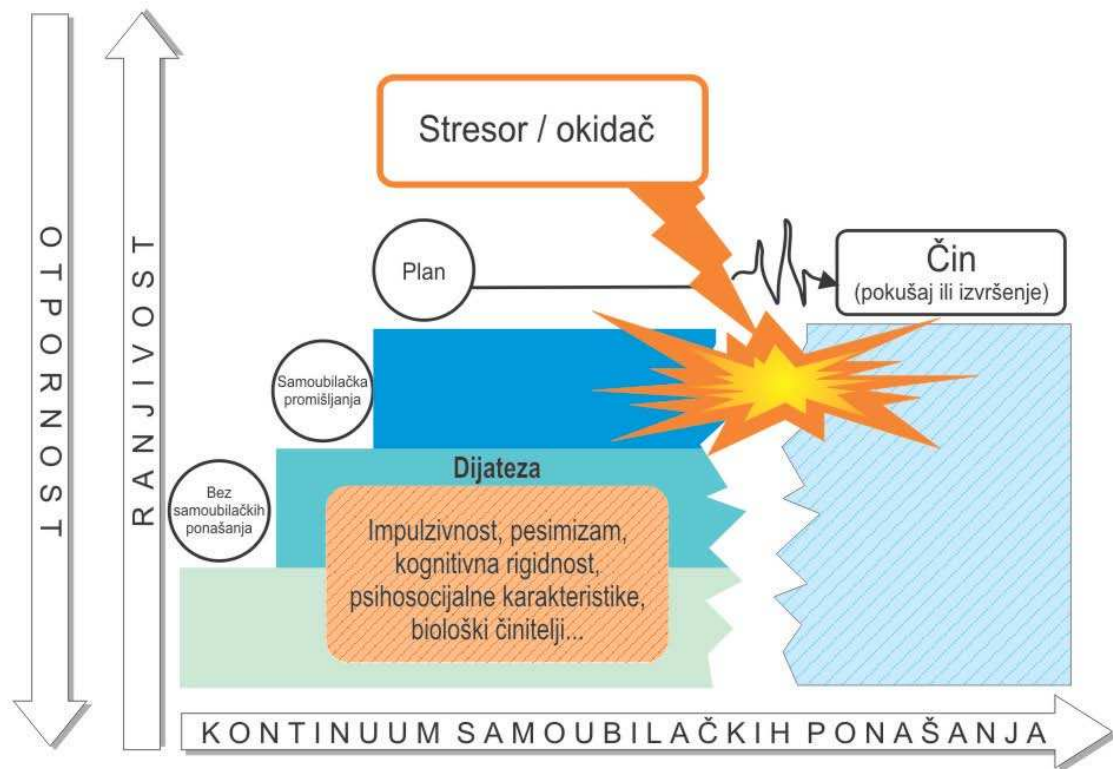 OTPORNOST
RANJIVOST
Stresor / okidač
Plan
Čin
(pokušaj ili izvršenje)
Samoubilačka
promišljanja
Bez
samoubilačkih
ponašanja
Dijateza
Impulzivnost, pesimizam,
kognitivna rigidnost,
psihosocijalne karakteristike,
biološki činitelji...
KONTINUUM SAMOUBILAČKIH PONAŠANJA